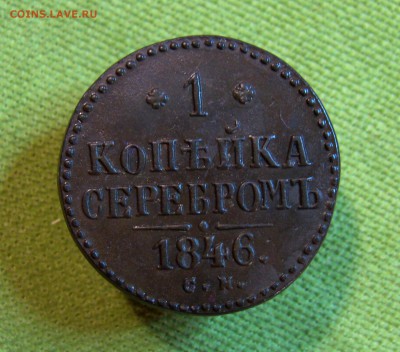 COINS.LAVE.RU
1
КОПѢЙКА
СЕРЕБРОМЪ
1846.
С.М.